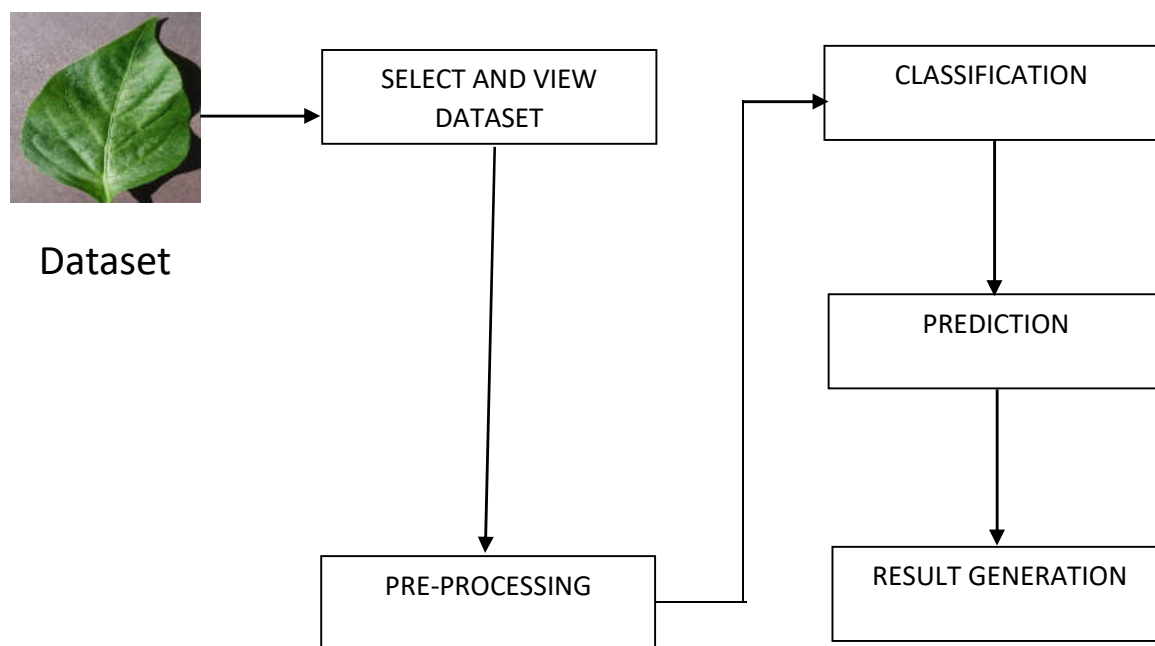 Dataset
SELECT AND VIEW
DATASET
PRE-PROCESSING
CLASSIFICATION
PREDICTION
RESULT GENERATION